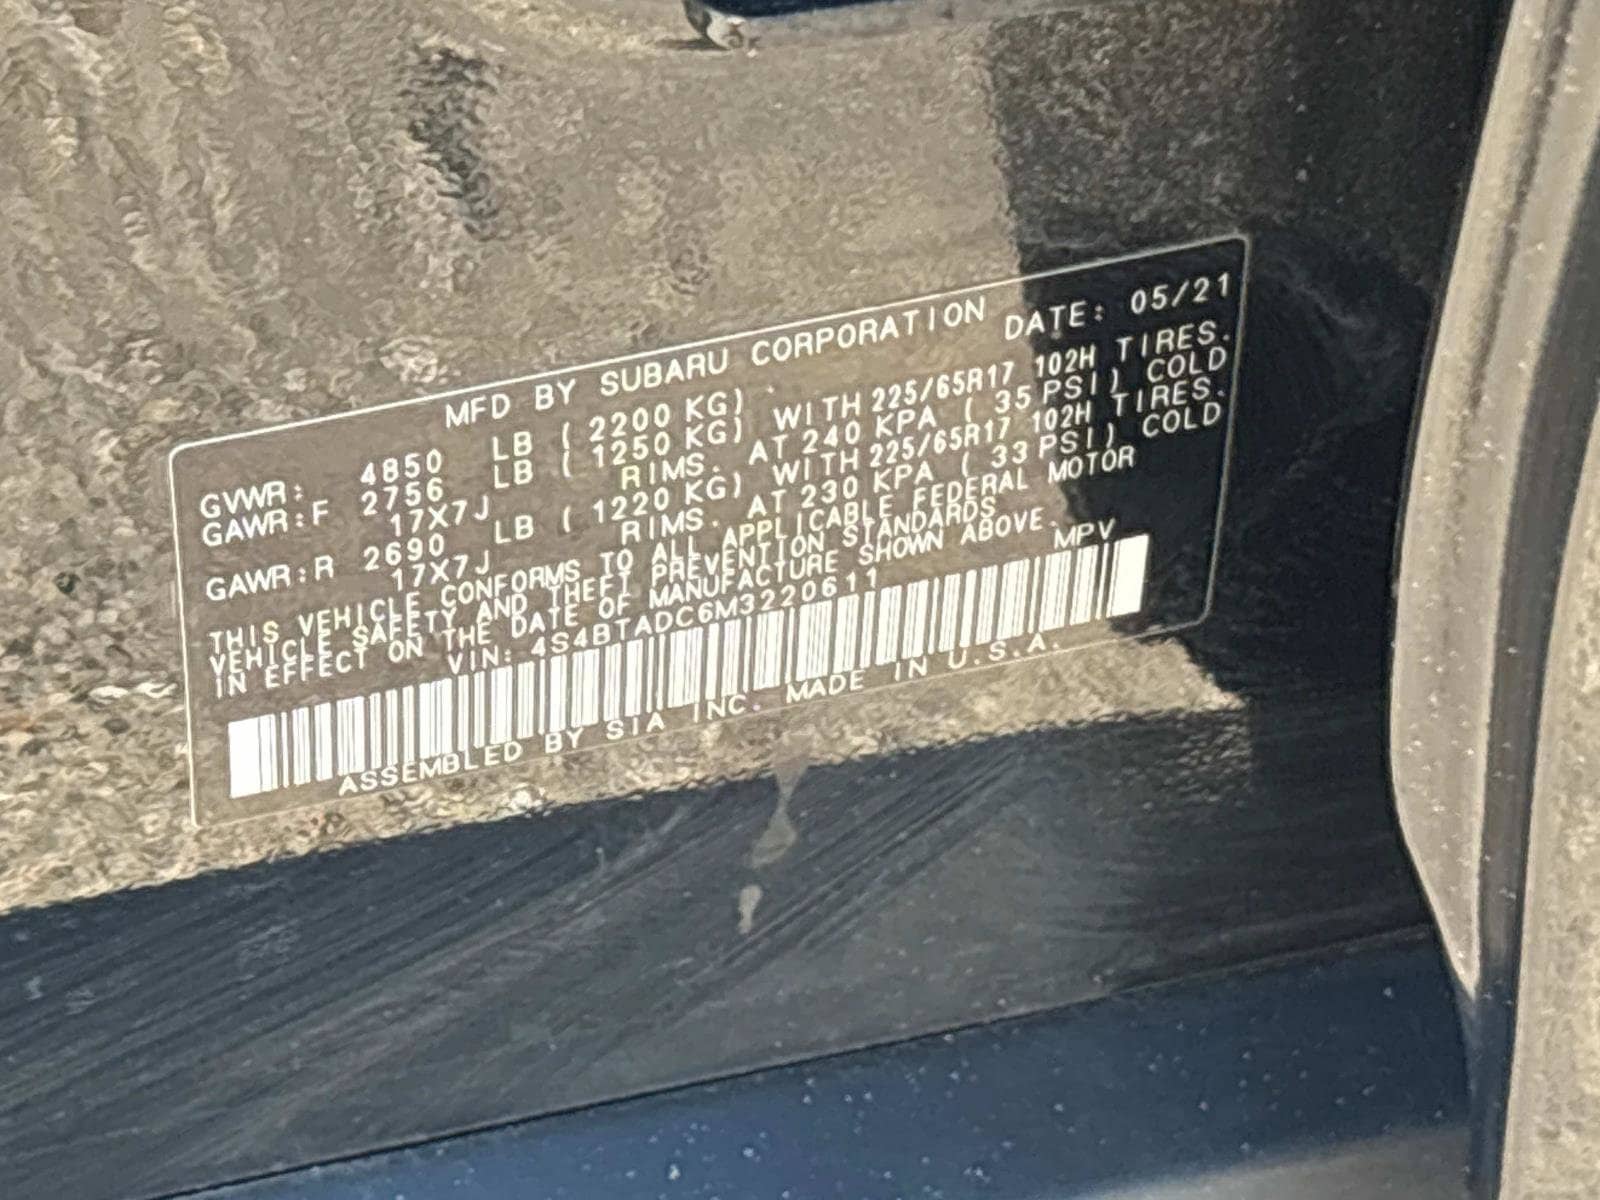 MFD BY SUBARU CORPORATION DATE: 05/21
GVWR: 4850 LB ( 2200 KG)
GAWR:F 2756 LB ( 1250 KG) WITH 225/65R17 102H TIRES.
17X7J RIMS. AT 240 KPA ( 35 PSI) COLD
GAWR:R 2690 LB ( 1220 KG) WITH 225/65R17 102H TIRES.
17X7J RIMS. AT 230 KPA ( 33 PSI) COLD
THIS VEHICLE CONFORMS TO ALL APPLICABLE FEDERAL MOTOR
VEHICLE SAFETY AND THEFT PREVENTION STANDARDS
IN EFFECT ON THE DATE OF MANUFACTURE SHOWN ABOVE.
VIN: 4S4BTADC6M3220611 MPV
ASSEMBLED BY SIA INC. MADE IN U.S.A.